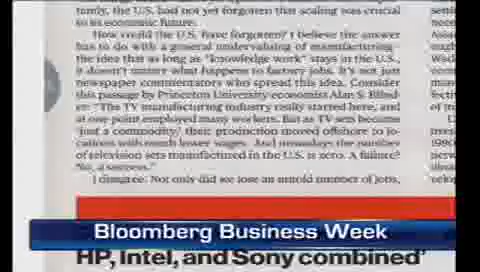 tunly, the U.S. had not yet forgotten that scaling was crucial
to its economic future.
How could the U.S. have forgotten? I believe the answer
has to do with a general undervaluing of manufacturing—
the idea that as long as "knowledge work" stays in the U.S.,
it doesn't matter what happens to factory jobs. It's not just
newspaper commentators who spread this idea. Consider
this passage by Princeton University economist Alan S. Blind-
er: "The TV manufacturing industry really started here, and
at one point employed many workers. But as TV sets became
'just a commodity,' their production moved offshore to lo-
cations with much lower wages. And nowadays the number
of television sets manufactured in the U.S. is zero. A failure?
No, a success."
I disagree. Not only did we lose an untold number of jobs,
Bloomberg Business Week
HP, Intel, and Sony combined'